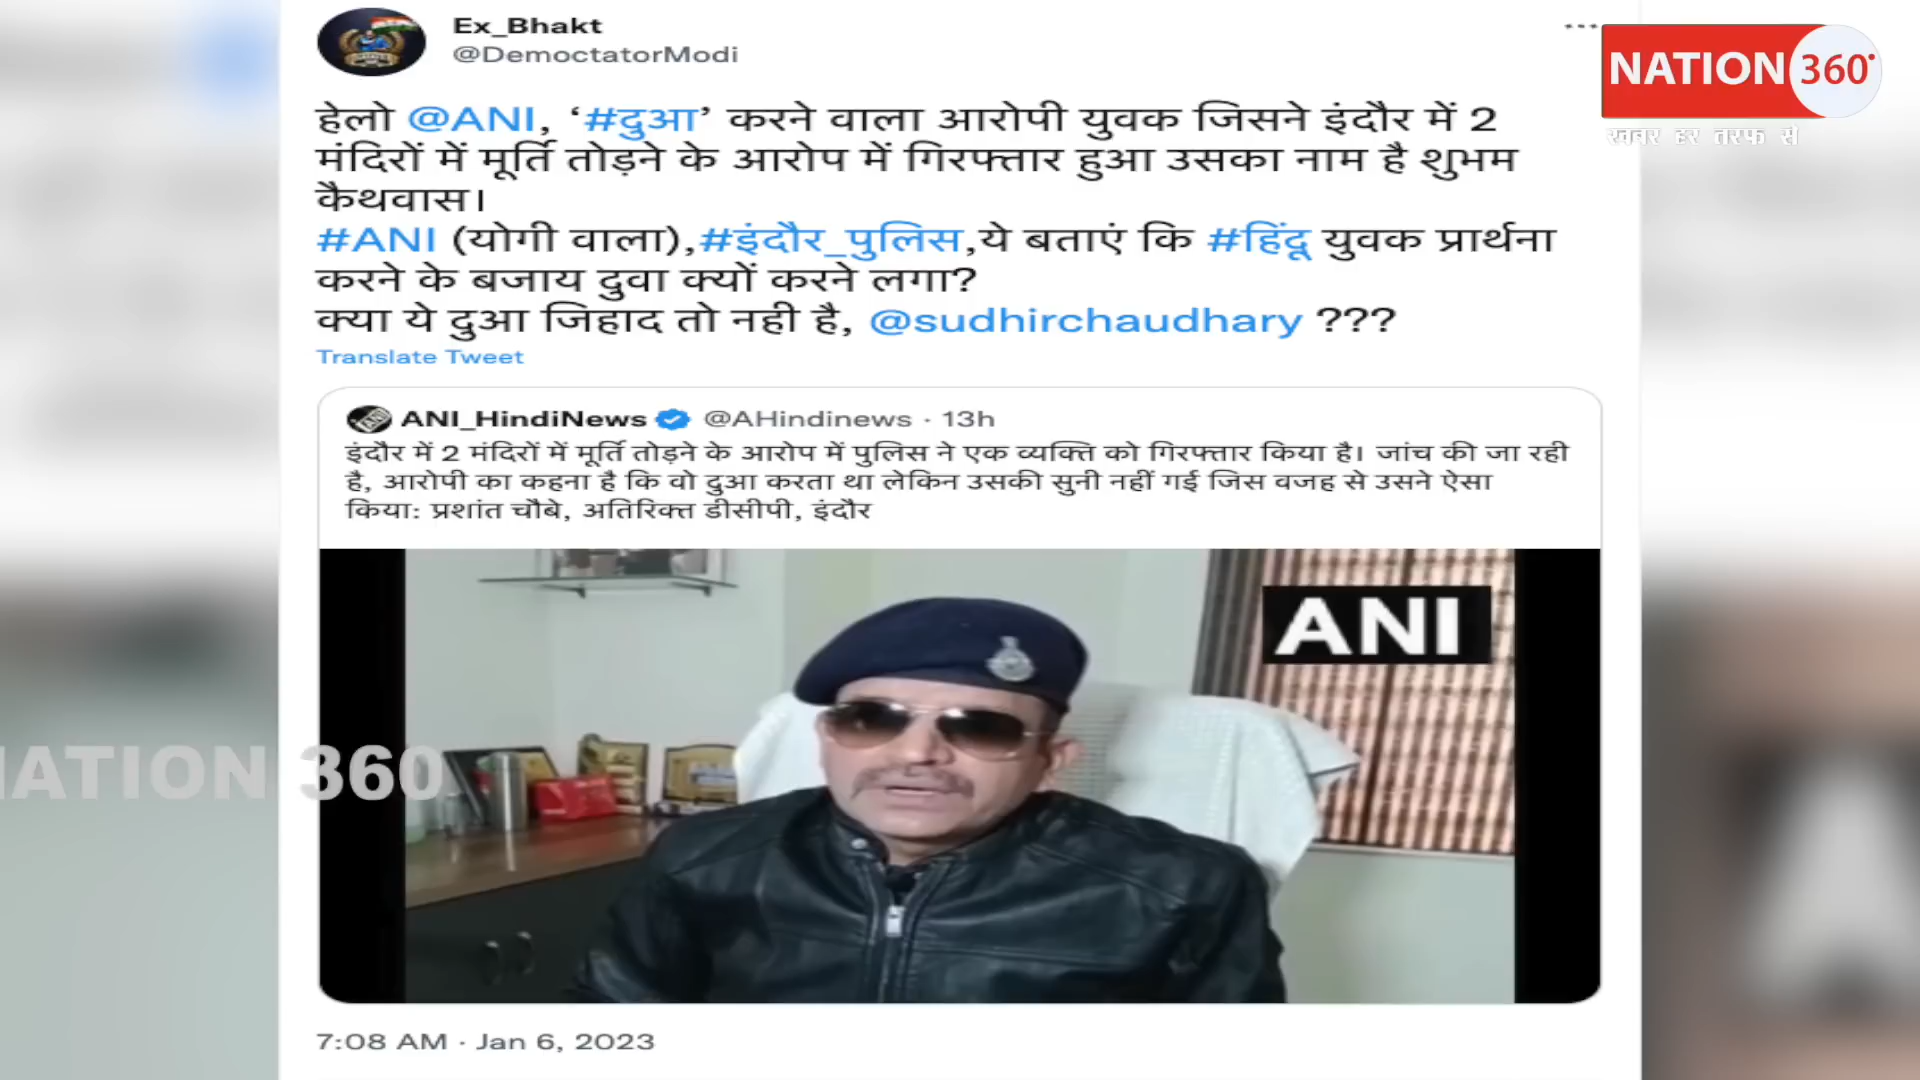 Ex_Bhakt
@DemoctatorModi
NATION 360°
खबर हर तरफ से
हेलो @ANI, ‘#दुआ’ करने वाला आरोपी युवक जिसने इंदौर में 2
मंदिरों में मूर्ति तोड़ने के आरोप में गिरफ्तार हुआ उसका नाम है शुभम
कैथवास।
#ANI (योगी वाला),#इंदौर_पुलिस,ये बताएं कि #हिंदू युवक प्रार्थना
करने के बजाय दुवा क्यों करने लगा?
क्या ये दुआ जिहाद तो नही है, @sudhirchaudhary ???
Translate Tweet
ANI_HindiNews @AHindinews · 13h
इंदौर में 2 मंदिरों में मूर्ति तोड़ने के आरोप में पुलिस ने एक व्यक्ति को गिरफ्तार किया है। जांच की जा रही
है, आरोपी का कहना है कि वो दुआ करता था लेकिन उसकी सुनी नहीं गई जिस वजह से उसने ऐसा
किया: प्रशांत चौबे, अतिरिक्त डीसीपी, इंदौर
ANI
NATION 360
7:08 AM · Jan 6, 2023